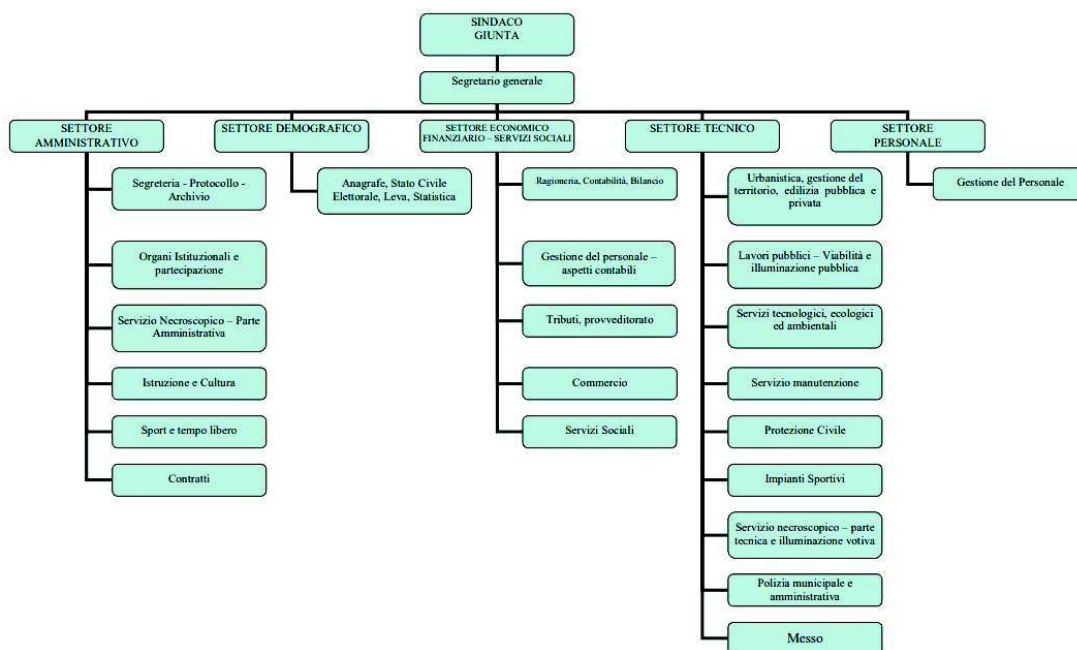 SINDACO
GIUNTA
Segretario generale
SETTORE
AMMINISTRATIVO
Segreteria - Protocollo -
Archivio
Organi Istituzionali e
partecipazione
Servizio Necroscopico – Parte
Amministrativa
Istruzione e Cultura
Sport e tempo libero
Contratti
SETTORE DEMOGRAFICO
Anagrafe, Stato Civile
Elettorale, Leva, Statistica
SETTORE ECONOMICO
FINANZIARIO – SERVIZI SOCIALI
Ragioneria, Contabilità, Bilancio
Gestione del personale –
aspetti contabili
Tributi, provveditorato
Commercio
Servizi Sociali
SETTORE TECNICO
Urbanistica, gestione del
territorio, edilizia pubblica e
privata
Lavori pubblici – Viabilità e
illuminazione pubblica
Servizi tecnologici, ecologici
ed ambientali
Servizio manutenzione
Protezione Civile
Impianti Sportivi
Servizio necroscopico – parte
tecnica e illuminazione votiva
Polizia municipale e
amministrativa
Messo
SETTORE
PERSONALE
Gestione del Personale